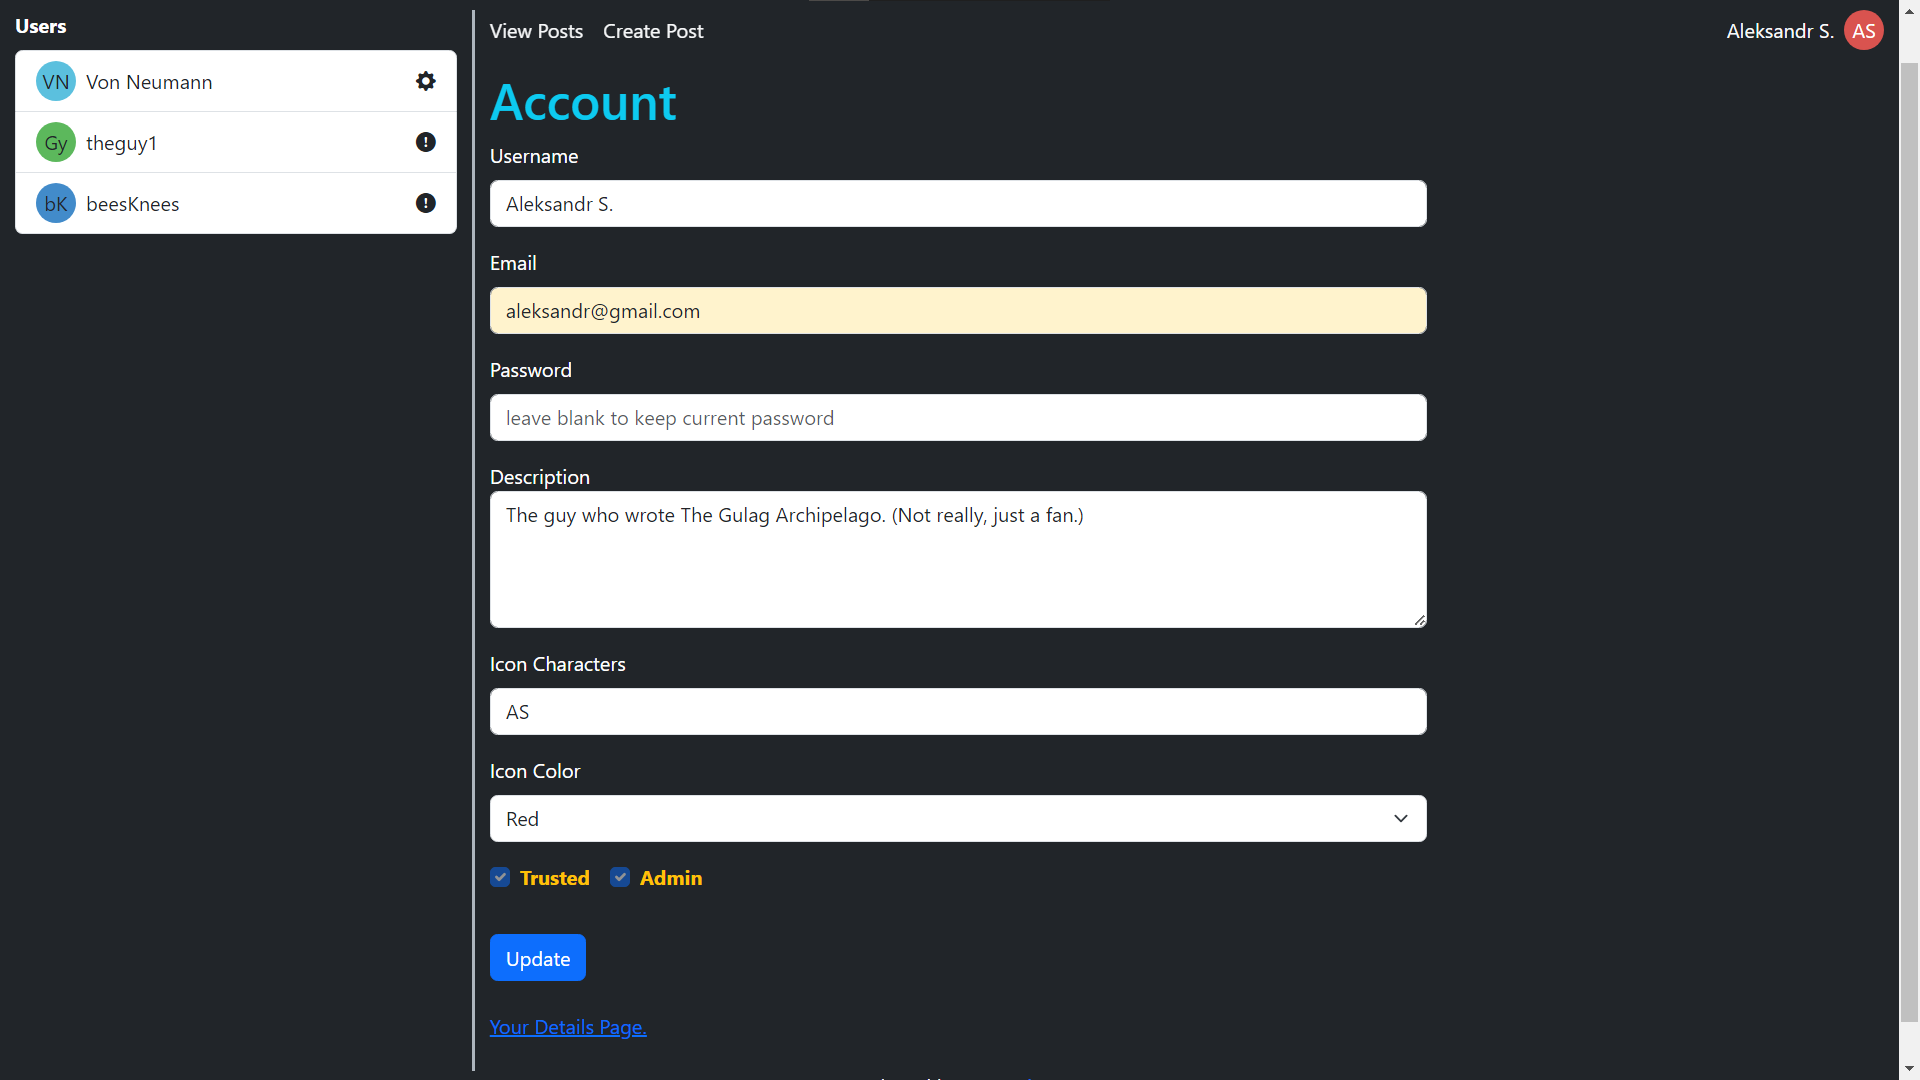 Users
VN Von Neumann
Gy theguy1
bK beesKnees
View Posts Create Post
Aleksandr S. AS
Account
Username
Aleksandr S.
Email
aleksandr@gmail.com
Password
leave blank to keep current password
Description
The guy who wrote The Gulag Archipelago. (Not really, just a fan.)
Icon Characters
AS
Icon Color
Red
Trusted Admin
Update
Your Details Page.